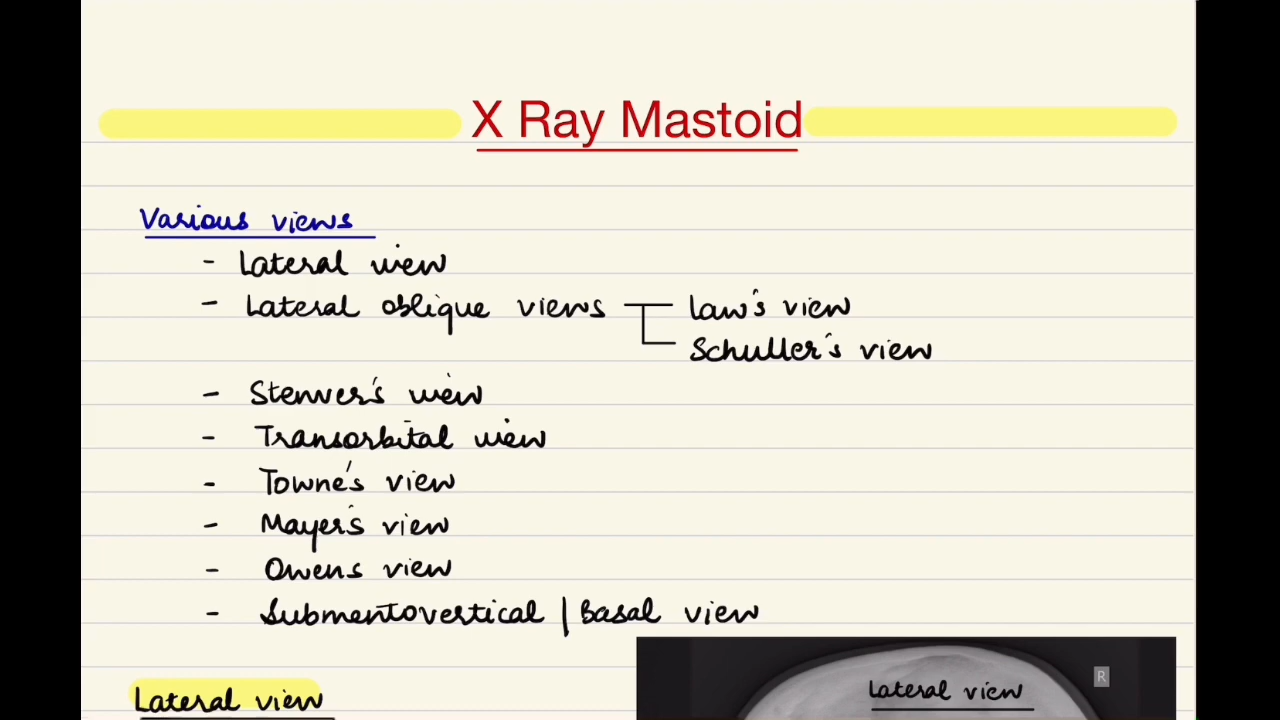 X Ray Mastoid
Various views
- Lateral view
- Lateral oblique views Law's view
Schuller's view
- Stenver's view
- Transorbital view
- Towne's view
- Mayer's view
- Owens view
- Submentovertical | Basal view
R
Lateral view
Lateral view